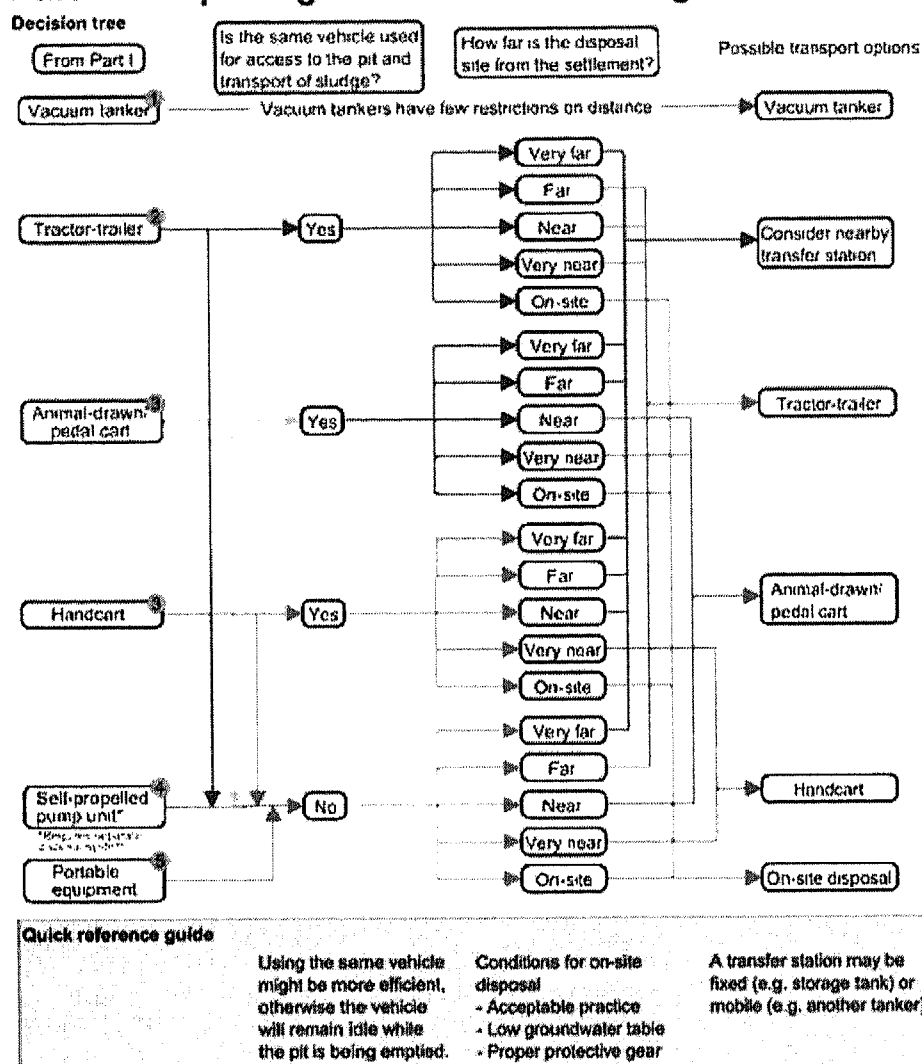 Decision tree
From Part I
Is the same vehicle used
for access to the pit and
transport of sludge?
How far is the disposal
site from the settlement?
Possible transport options
Vacuum tanker
1
Vacuum tankers have few restrictions on distance
Vacuum tanker
Tractor-trailer
2
Yes
Very far
Far
Near
Very near
On-site
Consider nearby
transfer station
Animal-drawn/
pedal cart
3
Yes
Very far
Far
Near
Very near
On-site
Tractor-trailer
Handcart
3
Yes
Very far
Far
Near
Very near
On-site
Animal-drawn/
pedal cart
Self-propelled
pump unit*
4
Portable
equipment
5
No
Very far
Far
Near
Very near
On-site
Handcart
On-site disposal
Quick reference guide
Using the same vehicle
might be more efficient,
otherwise the vehicle
will remain idle while
the pit is being emptied.
Conditions for on-site
disposal
- Acceptable practice
- Low groundwater table
- Proper protective gear
A transfer station may be
fixed (e.g. storage tank) or
mobile (e.g. another tanker)